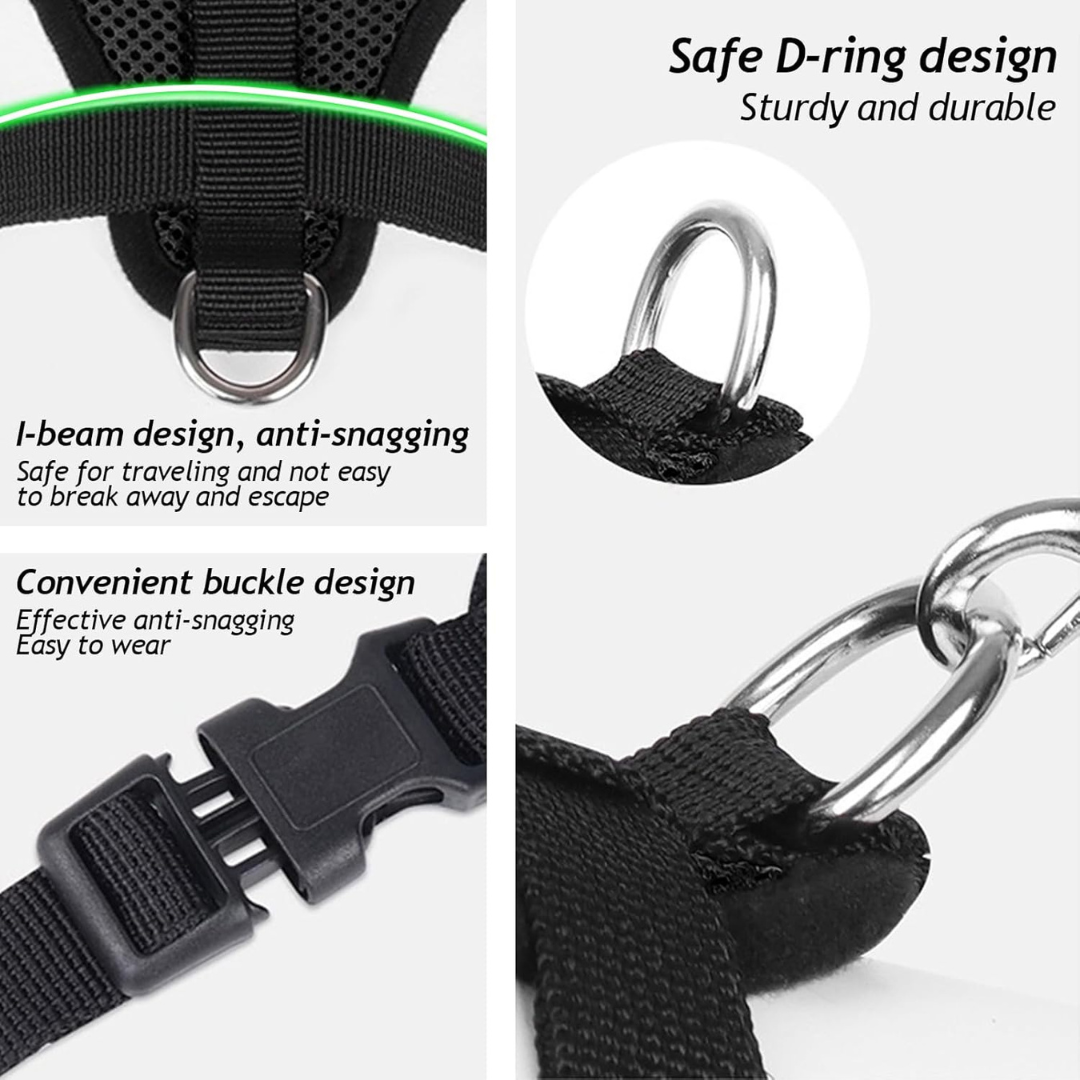 I-beam design, anti-snagging
Safe for traveling and not easy
to break away and escape
Convenient buckle design
Effective anti-snagging
Easy to wear
Safe D-ring design
Sturdy and durable